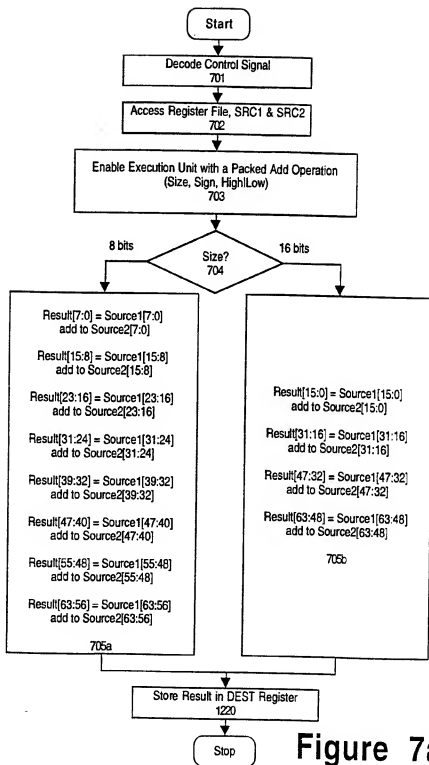 Start
Decode Control Signal
701
Access Register File, SRC1 & SRC2
702
Enable Execution Unit with a Packed Add Operation
(Size, Sign, High|Low)
703
8 bits
Size?
704
16 bits
Result[7:0] = Source1[7:0]
add to Source2[7:0]
Result[15:8] = Source1[15:8]
add to Source2[15:8]
Result[23:16] = Source1[23:16]
add to Source2[23:16]
Result[31:24] = Source1[31:24]
add to Source2[31:24]
Result[39:32] = Source1[39:32]
add to Source2[39:32]
Result[47:40] = Source1[47:40]
add to Source2[47:40]
Result[55:48] = Source1[55:48]
add to Source2[55:48]
Result[63:56] = Source1[63:56]
add to Source2[63:56]
705a
Result[15:0] = Source1[15:0]
add to Source2[15:0]
Result[31:16] = Source1[31:16]
add to Source2[31:16]
Result[47:32] = Source1[47:32]
add to Source2[47:32]
Result[63:48] = Source1[63:48]
add to Source2[63:48]
705b
Store Result in DEST Register
1220
Stop
Figure 7a